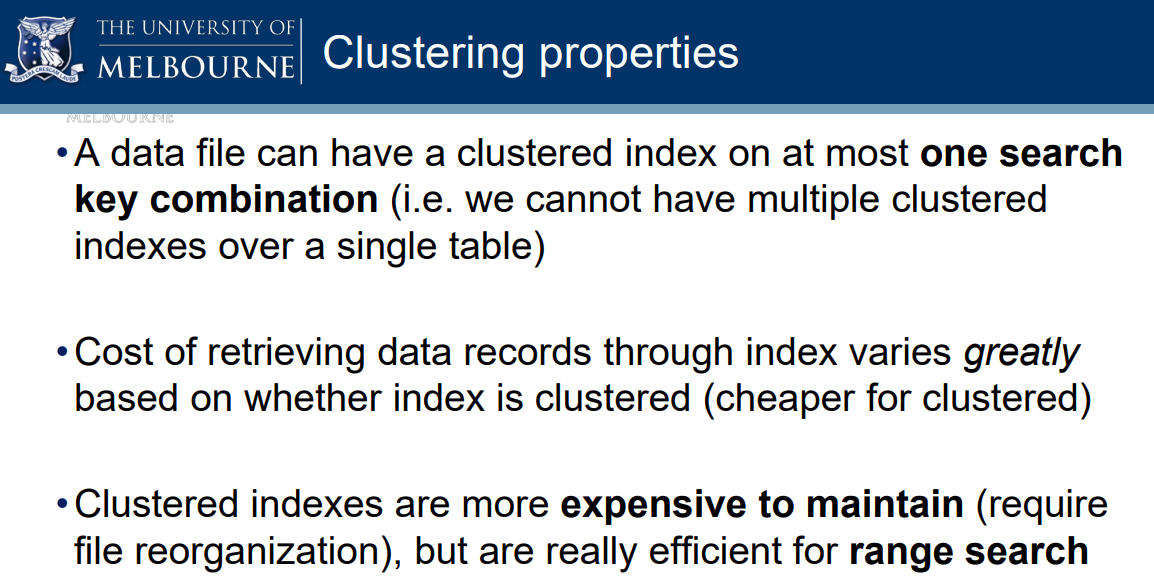 THE UNIVERSITY OF
MELBOURNE
Clustering properties
MELBOURNE
•A data file can have a clustered index on at most one search
key combination (i.e. we cannot have multiple clustered
indexes over a single table)
•Cost of retrieving data records through index varies greatly
based on whether index is clustered (cheaper for clustered)
•Clustered indexes are more expensive to maintain (require
file reorganization), but are really efficient for range search